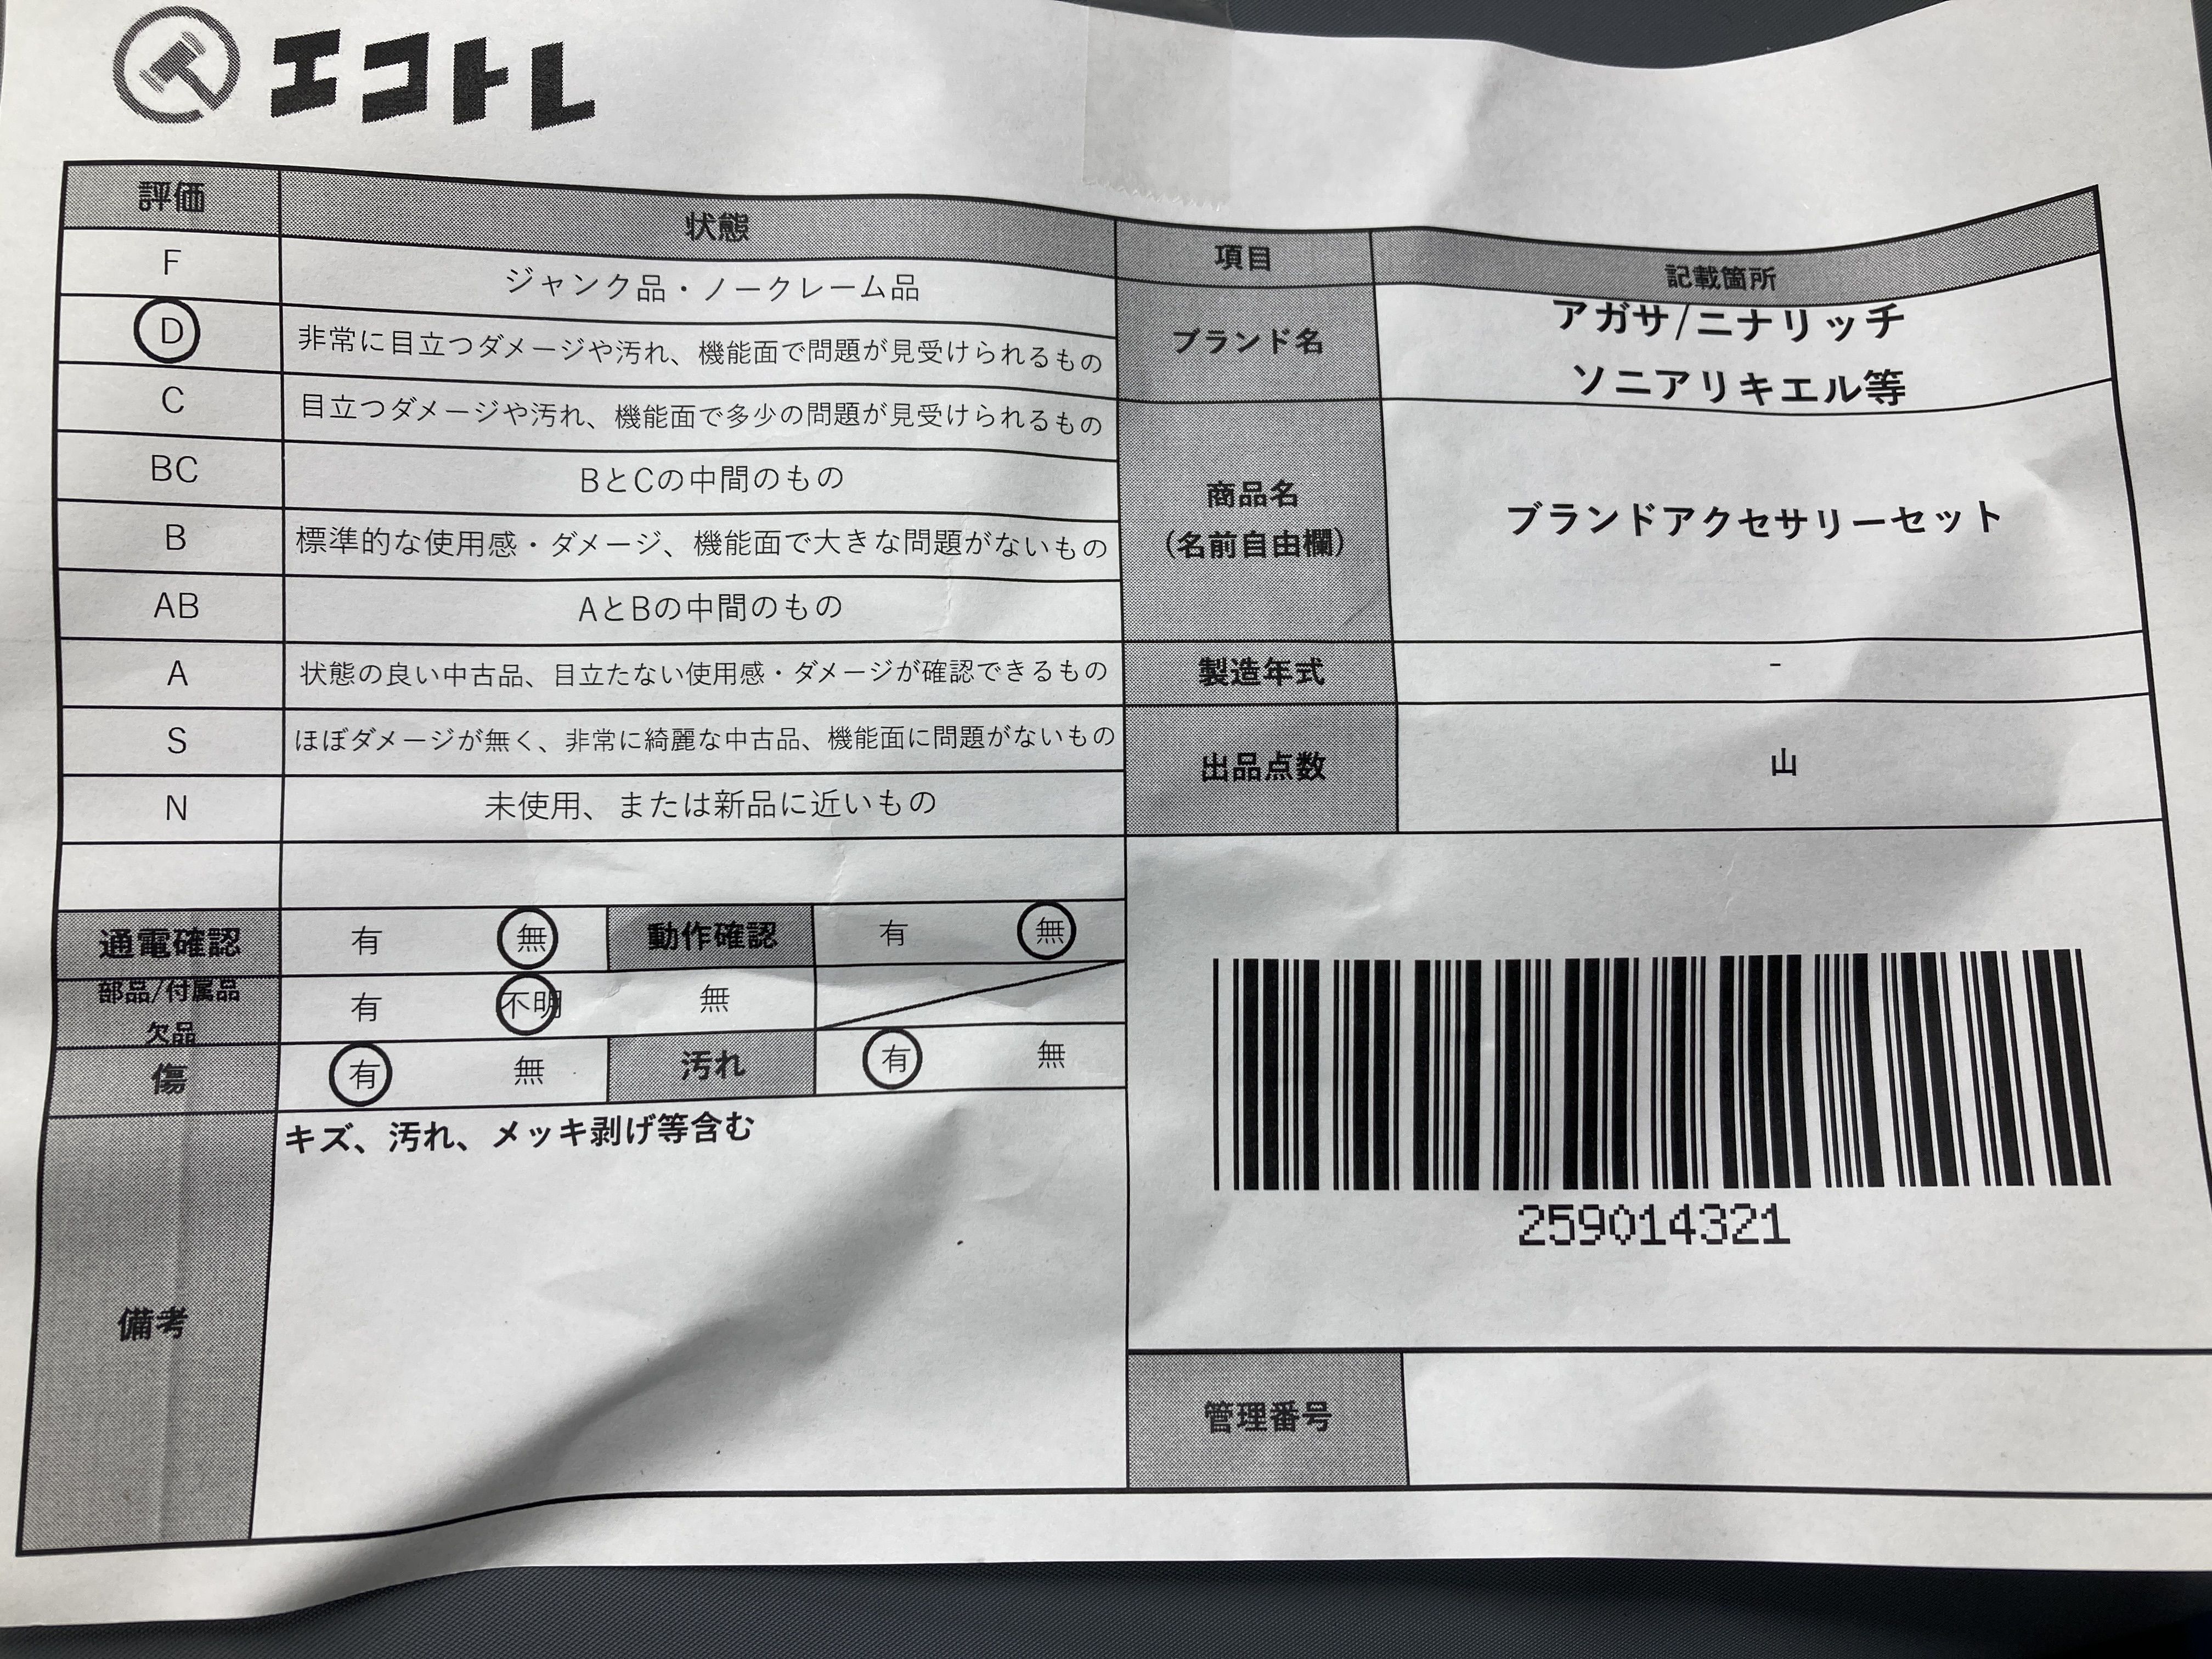 エコトレ
評価 状態
F ジャンク品・ノークレーム品
D 非常に目立つダメージや汚れ、機能面で問題が見受けられるもの
C 目立つダメージや汚れ、機能面で多少の問題が見受けられるもの
BC BとCの中間のもの
B 標準的な使用感・ダメージ、機能面で大きな問題がないもの
AB AとBの中間のもの
A 状態の良い中古品、目立たない使用感・ダメージが確認できるもの
S ほぼダメージが無く、非常に綺麗な中古品、機能面に問題がないもの
N 未使用、または新品に近いもの
通電確認 有 無 動作確認 有 無
部品/付属品
欠品 有 不明 無
傷 有 無 汚れ 有 無
備考 キズ、汚れ、メッキ剥げ等含む
項目 記載箇所
ブランド名 アガサ/ニナリッチ
ソニアリキエル等
商品名
（名前自由欄） ブランドアクセサリーセット
製造年式 -
出品点数 山
259014321
管理番号